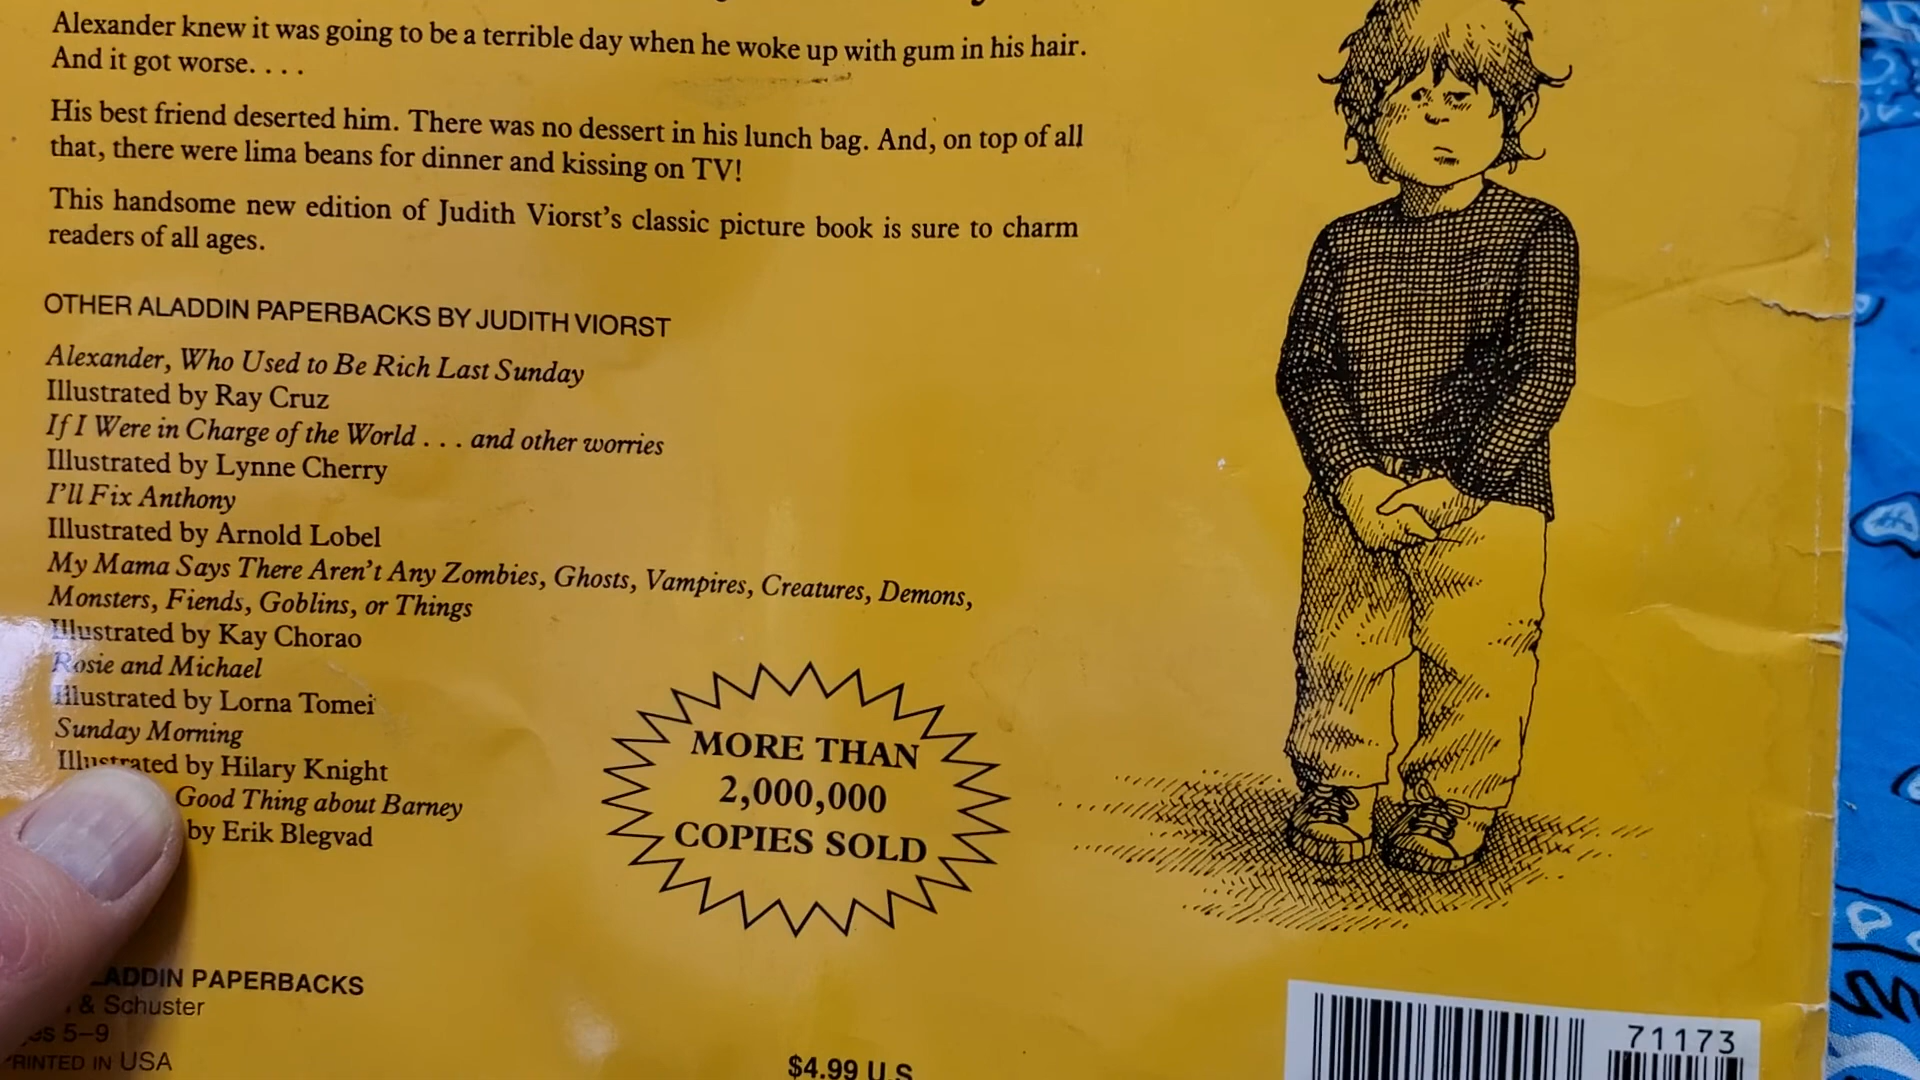 Alexander knew it was going to be a terrible day when he woke up with gum in his hair.
And it got worse. . . .
His best friend deserted him. There was no dessert in his lunch bag. And, on top of all
that, there were lima beans for dinner and kissing on TV!
This handsome new edition of Judith Viorst's classic picture book is sure to charm
readers of all ages.
OTHER ALADDIN PAPERBACKS BY JUDITH VIORST
Alexander, Who Used to Be Rich Last Sunday
Illustrated by Ray Cruz
If I Were in Charge of the World . . . and other worries
Illustrated by Lynne Cherry
I'll Fix Anthony
Illustrated by Arnold Lobel
My Mama Says There Aren't Any Zombies, Ghosts, Vampires, Creatures, Demons,
Monsters, Fiends, Goblins, or Things
Illustrated by Kay Chorao
Rosie and Michael
Illustrated by Lorna Tomei
Sunday Morning
Illustrated by Hilary Knight
Good Thing about Barney
by Erik Blegvad
MORE THAN
2,000,000
COPIES SOLD
PAPERBACKS
& Schuster
5–9
PRINTED IN USA
$4.99 U.S
71173